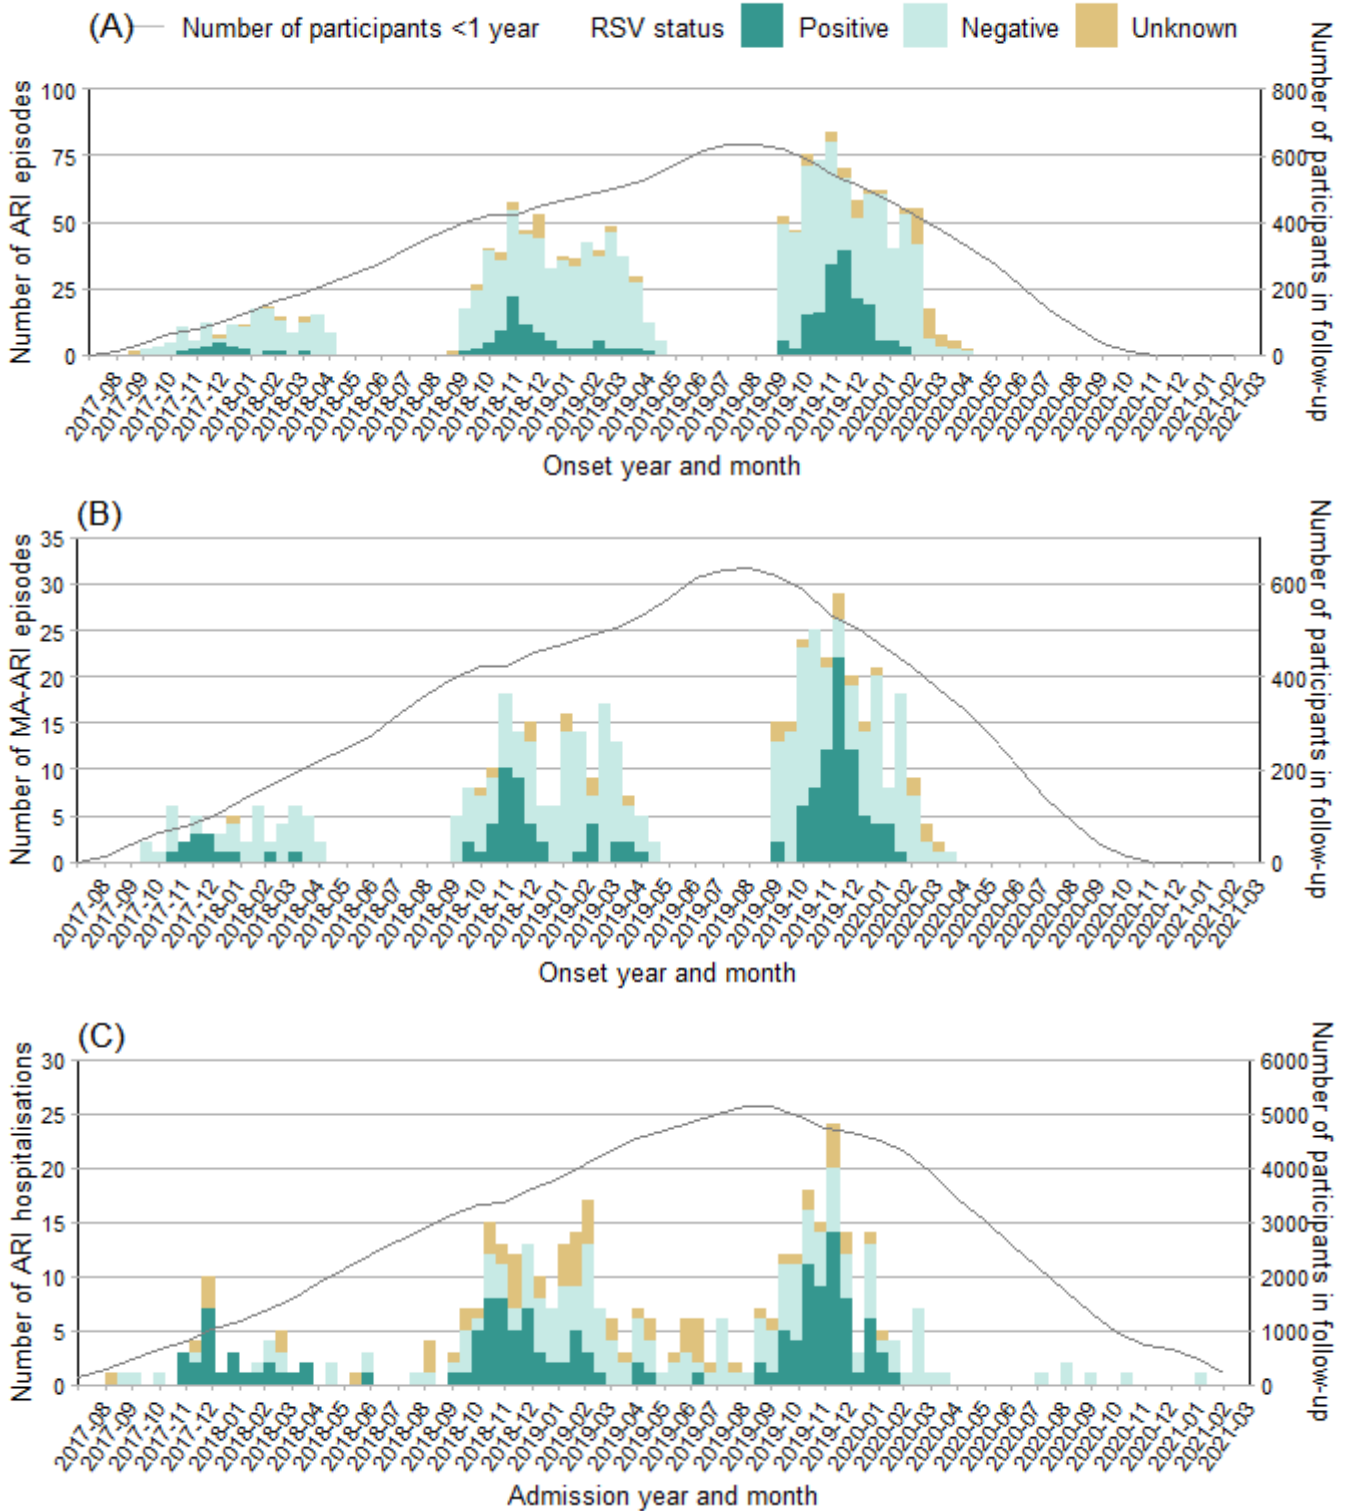 (A) Number of participants <1 year RSV status Positive Negative Unknown
Number of ARI episodes
100
75
50
25
0
800
600
400
200
0
Number of participants in follow-up
2017-08 2017-09 2017-10 2017-11 2017-12 2018-01 2018-02 2018-03 2018-04 2018-05 2018-06 2018-07 2018-08 2018-09 2018-10 2018-11 2018-12 2019-01 2019-02 2019-03 2019-04 2019-05 2019-06 2019-07 2019-08 2019-09 2019-10 2019-11 2019-12 2020-01 2020-02 2020-03 2020-04 2020-05 2020-06 2020-07 2020-08 2020-09 2020-10 2020-11 2020-12 2021-01 2021-02 2021-03
Onset year and month
(B)
Number of MA-ARI episodes
35
30
25
20
15
10
5
0
600
400
200
0
Number of participants in follow-up
2017-08 2017-09 2017-10 2017-11 2017-12 2018-01 2018-02 2018-03 2018-04 2018-05 2018-06 2018-07 2018-08 2018-09 2018-10 2018-11 2018-12 2019-01 2019-02 2019-03 2019-04 2019-05 2019-06 2019-07 2019-08 2019-09 2019-10 2019-11 2019-12 2020-01 2020-02 2020-03 2020-04 2020-05 2020-06 2020-07 2020-08 2020-09 2020-10 2020-11 2020-12 2021-01 2021-02 2021-03
Onset year and month
(C)
Number of ARI hospitalisations
30
25
20
15
10
5
0
6000
5000
4000
3000
2000
1000
0
Number of participants in follow-up
2017-08 2017-09 2017-10 2017-11 2017-12 2018-01 2018-02 2018-03 2018-04 2018-05 2018-06 2018-07 2018-08 2018-09 2018-10 2018-11 2018-12 2019-01 2019-02 2019-03 2019-04 2019-05 2019-06 2019-07 2019-08 2019-09 2019-10 2019-11 2019-12 2020-01 2020-02 2020-03 2020-04 2020-05 2020-06 2020-07 2020-08 2020-09 2020-10 2020-11 2020-12 2021-01 2021-02 2021-03
Admission year and month